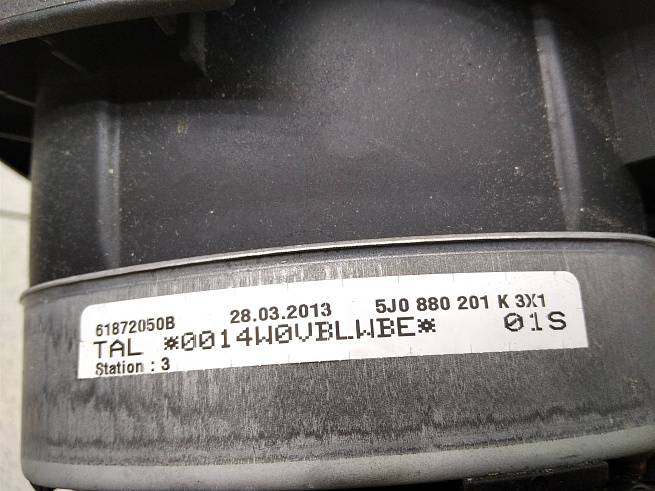 61872050B 28.03.2013 5J0 880 201 K 3X1
TAL *0014W0VBLWBE* 01S
Station : 3